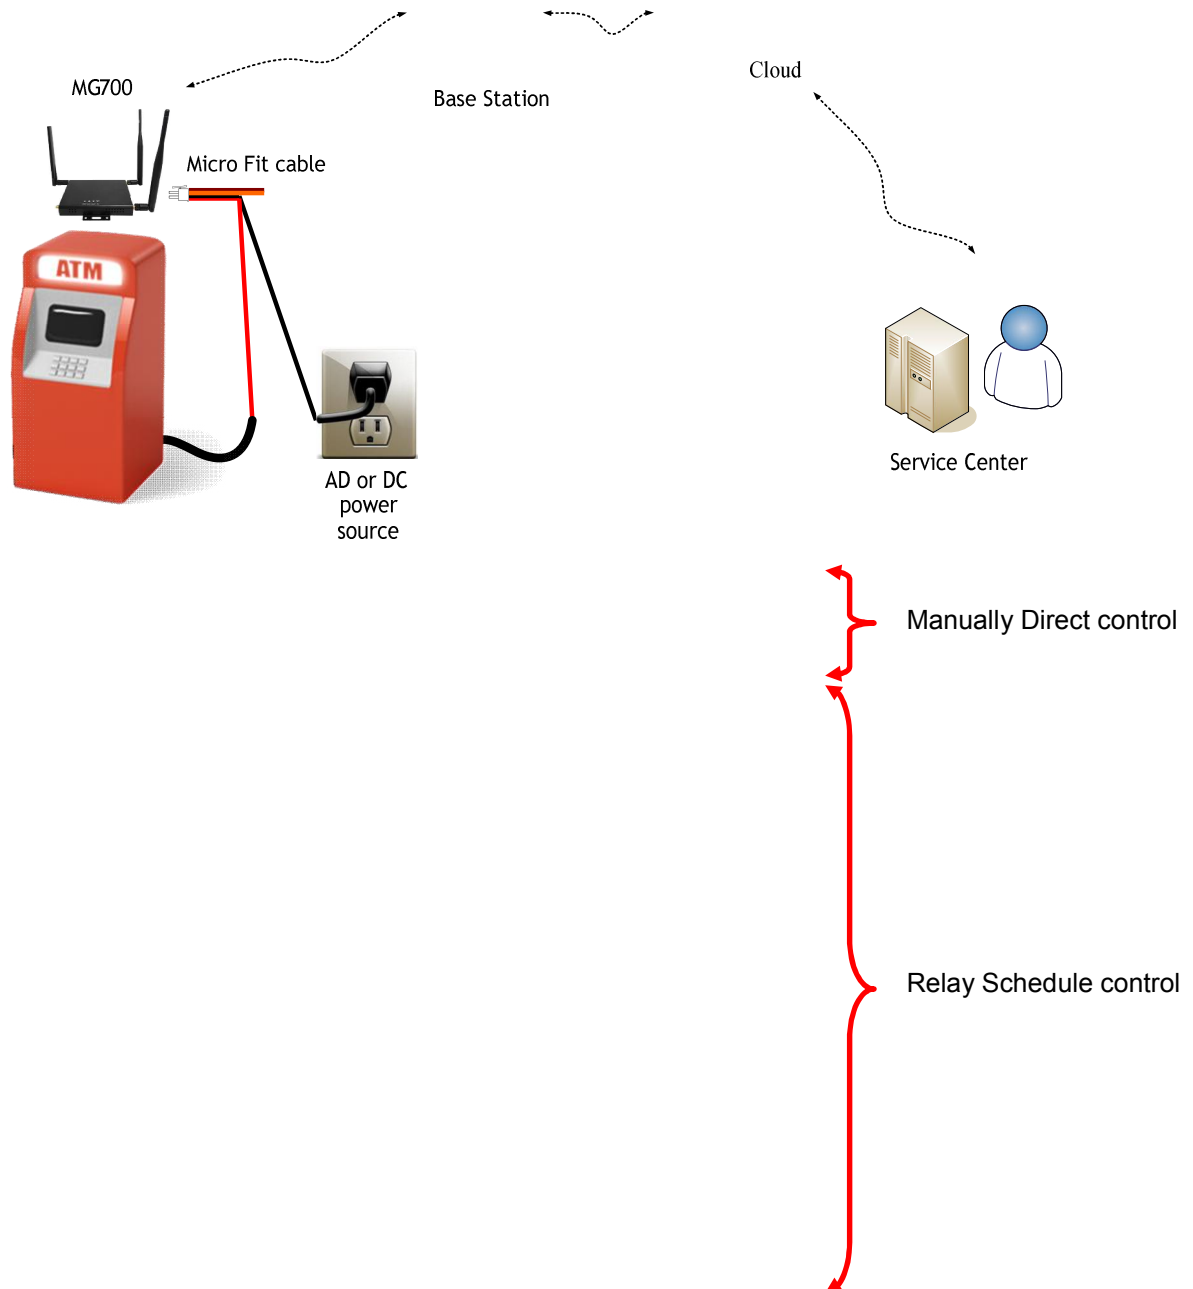 Cloud
MG700
Base Station
Micro Fit cable
ATM
Service Center
AD or DC
power
source
Manually Direct control
Relay Schedule control